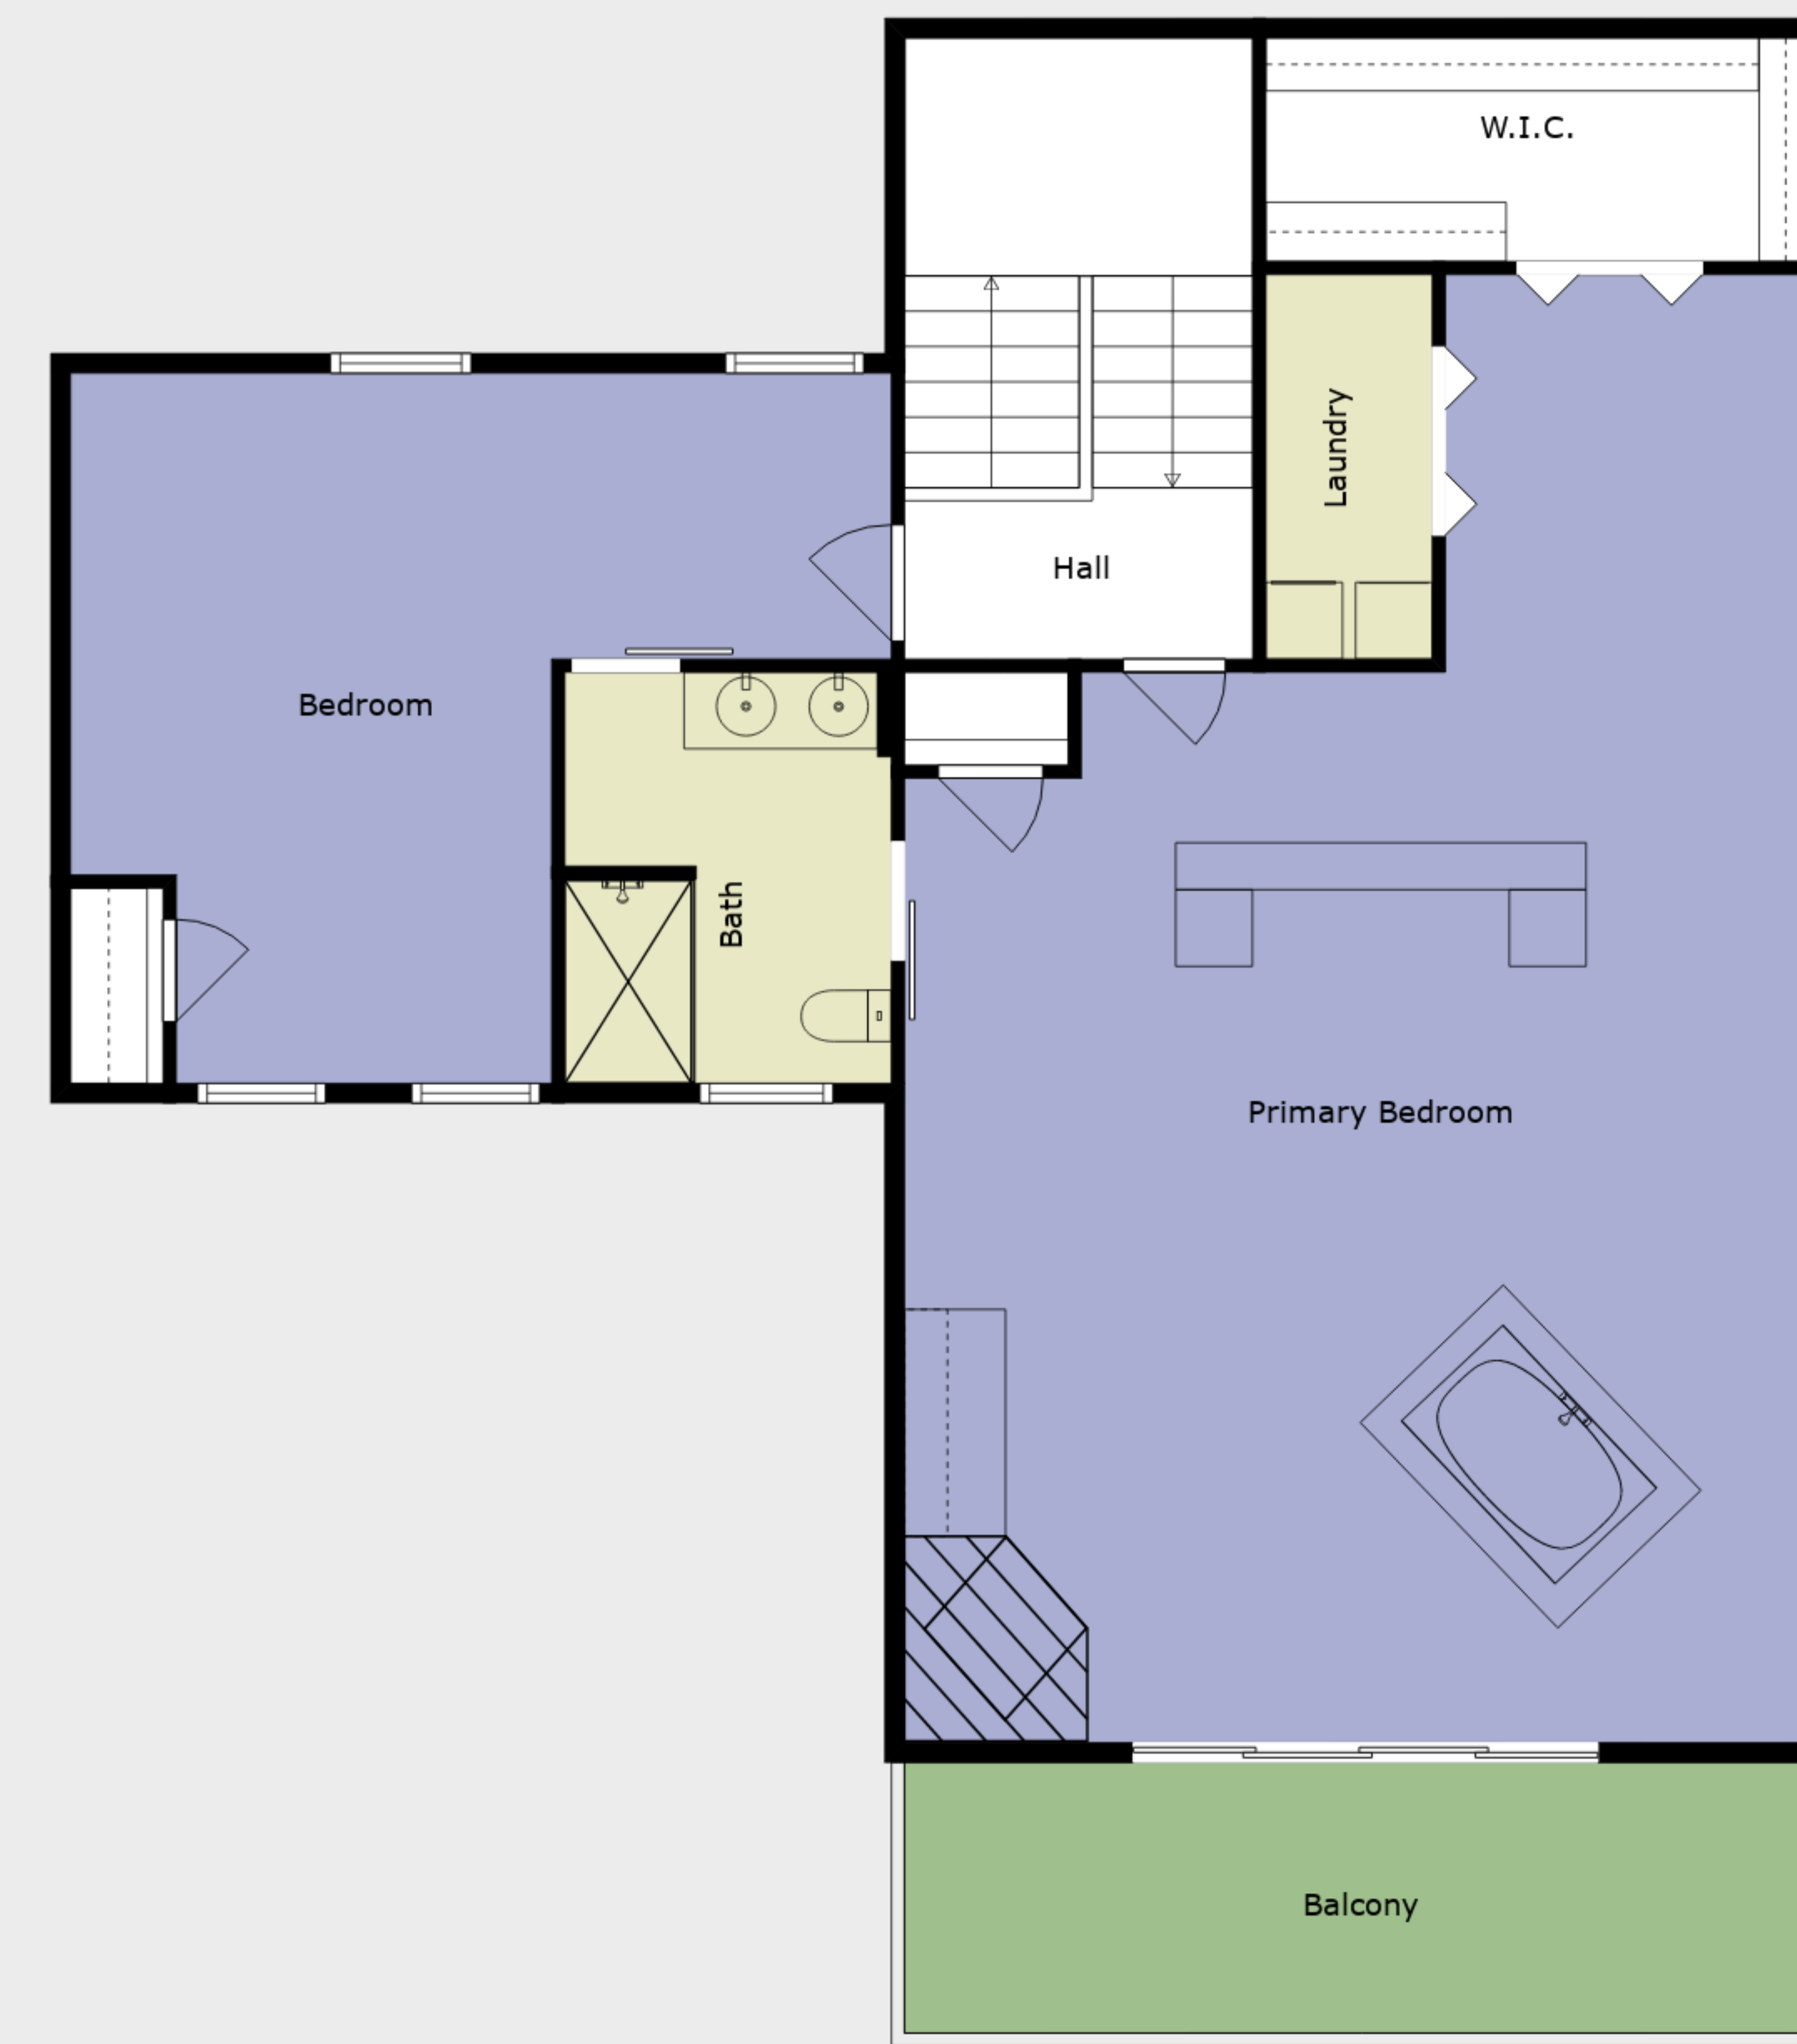 W.I.C.
Laundry
Hall
Bedroom
Bath
Primary Bedroom
Balcony